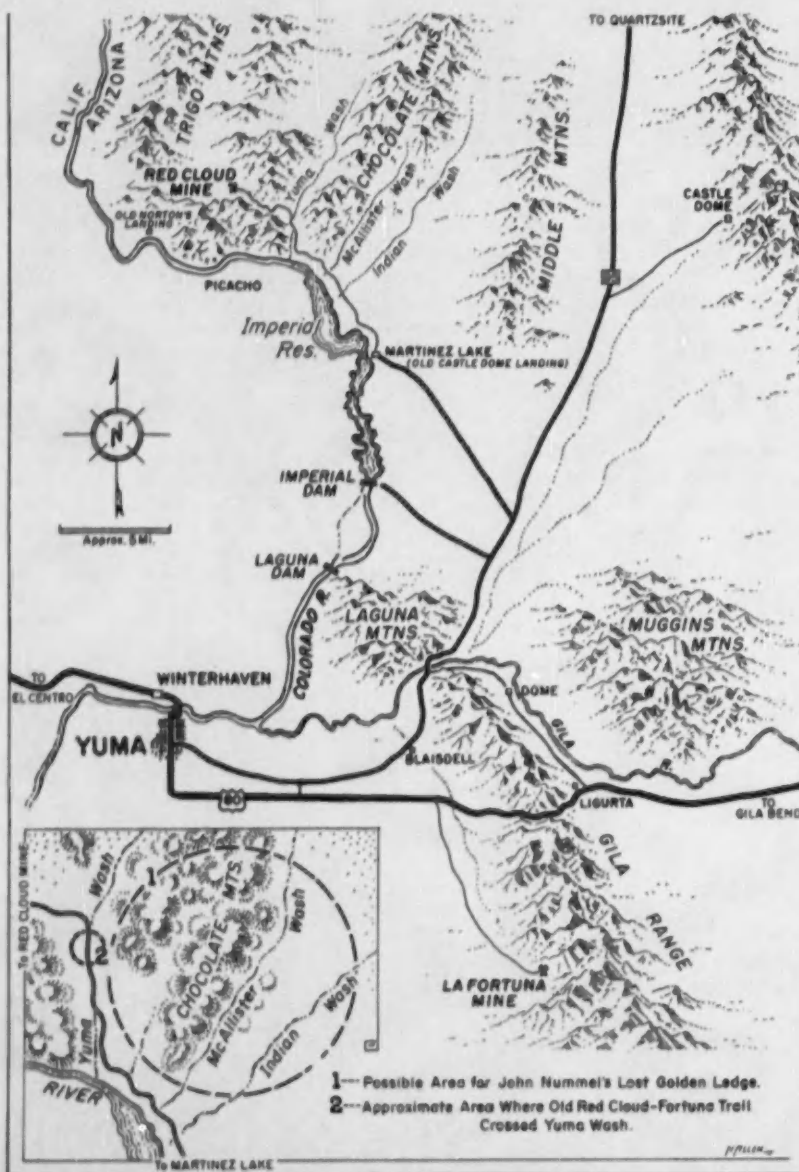 TO QUARTZSITE
CALIF.
ARIZONA
TRIGO MTNS.
Yuma Wash
CHOCOLATE MTNS.
McAllister Wash
Indian Wash
MIDDLE MTNS.
RED CLOUD
MINE
OLD NORTON'S
LANDING
PICACHO
CASTLE
DOME
Imperial
Res.
MARTINEZ LAKE
(OLD CASTLE DOME LANDING)
N
Approx. 5 MI.
IMPERIAL
DAM
LAGUNA
DAM
COLORADO R.
LAGUNA
MTNS.
MUGGINS
MTNS.
TO
EL CENTRO
WINTERHAVEN
YUMA
DOME
GILA
R.
BLAISDELL
80
LIGURTA
TO
GILA BEND
GILA
RANGE
LA FORTUNA
MINE
To RED CLOUD MINE
Wash
1
MTS.
CHOCOLATE
Wash
2
Yuma
McAllister
Indian Wash
RIVER
To MARTINEZ LAKE
1---Possible Area for John Nummel's Lost Golden Ledge.
2---Approximate Area Where Old Red Cloud-Fortuna Trail
Crossed Yuma Wash.